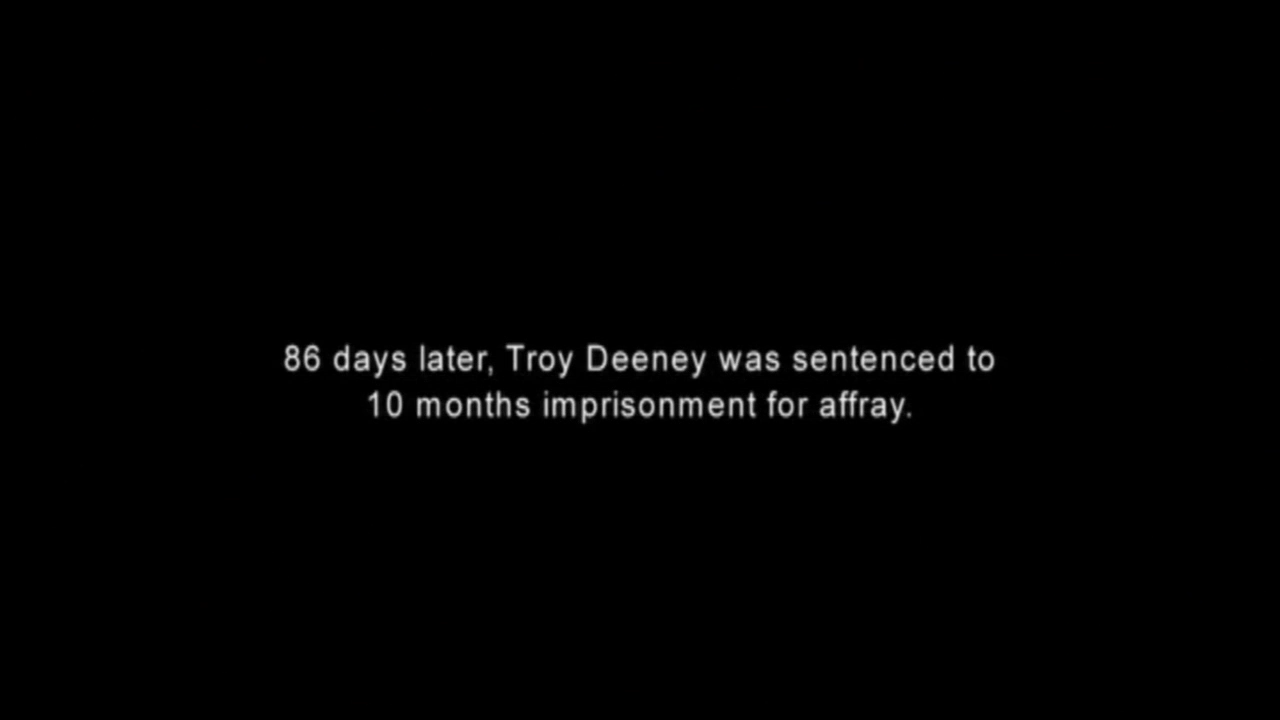 86 days later, Troy Deeney was sentenced to
10 months imprisonment for affray.